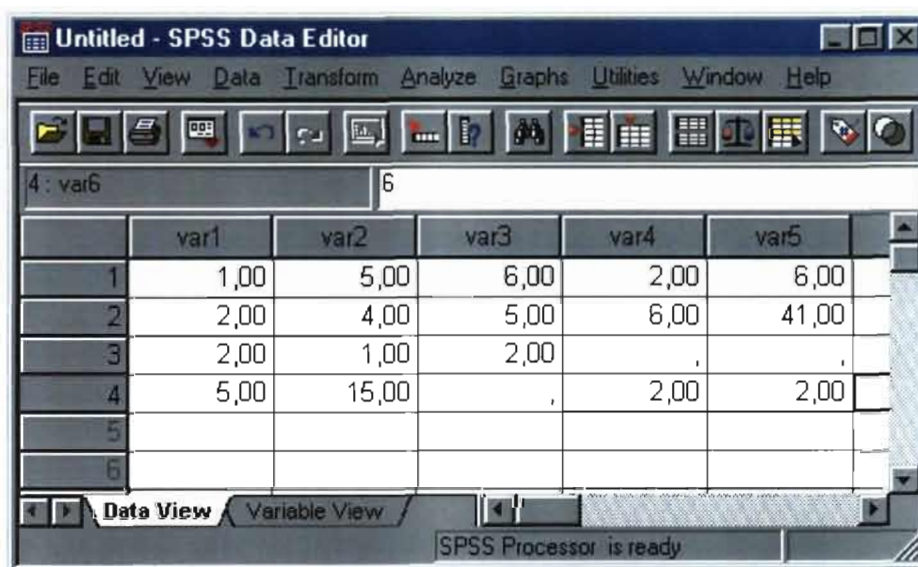 Untitled - SPSS Data Editor
File Edit View Data Transform Analyze Graphs Utilities Window Help
4 : var6 6
var1 var2 var3 var4 var5
1 1,00 5,00 6,00 2,00 6,00
2 2,00 4,00 5,00 6,00 41,00
3 2,00 1,00 2,00 , ,
4 5,00 15,00 , 2,00 2,00
5
6
Data View Variable View
SPSS Processor is ready